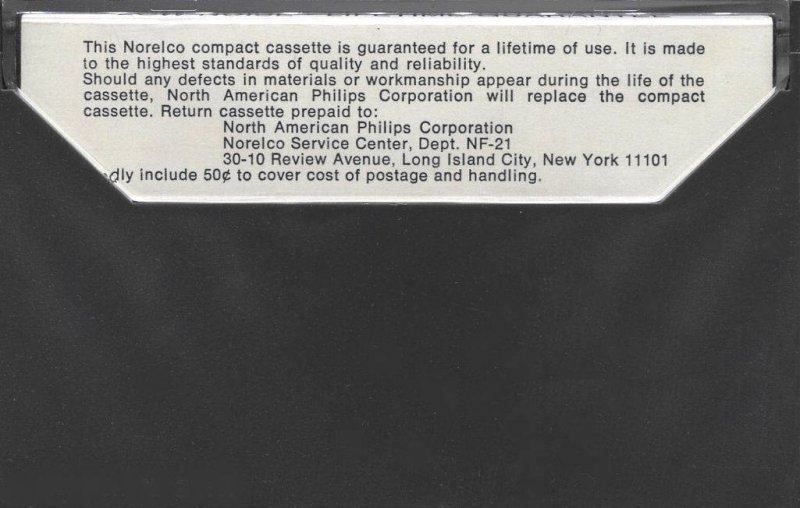 This Norelco compact cassette is guaranteed for a lifetime of use. It is made
to the highest standards of quality and reliability.
Should any defects in materials or workmanship appear during the life of the
cassette, North American Philips Corporation will replace the compact
cassette. Return cassette prepaid to:
North American Philips Corporation
Norelco Service Center, Dept. NF-21
30-10 Review Avenue, Long Island City, New York 11101
dly include 50¢ to cover cost of postage and handling.